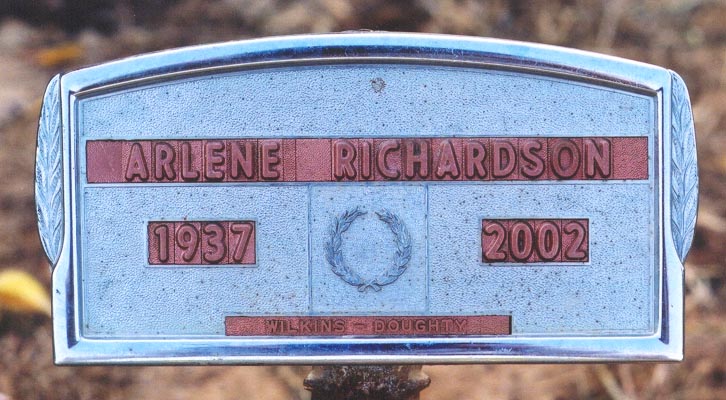 ARLENE RICHARDSON
1937 2002
WILKINS - DOUGHTY